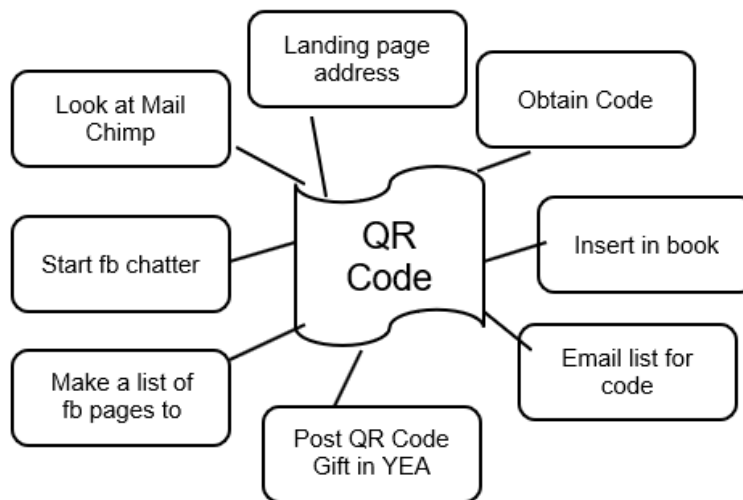 Landing page
address
Look at Mail
Chimp
Obtain Code
QR
Code
Start fb chatter
Insert in book
Make a list of
fb pages to
Email list for
code
Post QR Code
Gift in YEA